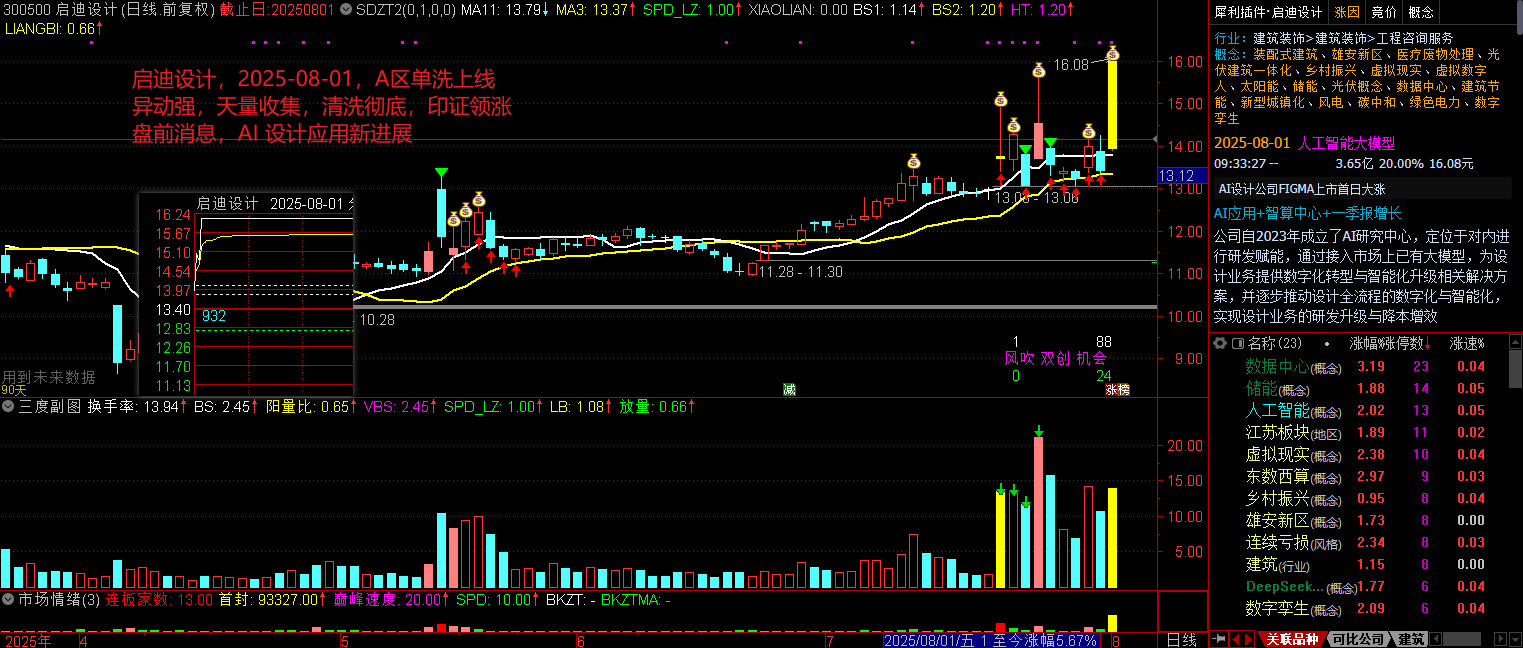 300500 启迪设计(日线.前复权) 截止日:20250801 SDZT2(0,1,0,0) MA11: 13.79↓ MA3: 13.37↑ SPD_LZ: 1.00↑ XIAOLIAN: 0.00 BS1: 1.14↑ BS2: 1.20↑ HT: 1.20↑
LIANGBI: 0.66↑
启迪设计，2025-08-01，A区单洗上线
异动强，天量收集，清洗彻底，印证领涨
盘前消息，AI 设计应用新进展
16.08
16.00
15.00
14.00
13.12
13.00
12.00
11.00
10.00
9.00
13.03 - 13.06
11.28 - 11.30
10.28
启迪设计 2025-08-01
16.24
15.67
15.10
14.54
13.97
13.40
12.83
12.26
11.70
11.13
932
1 88
风吹 双创 机会
0 24
减
涨榜
用到未来数据
90天
三度副图 换手率: 13.94↑ BS: 2.45↑ 阳量比: 0.65↑ VBS: 2.45↑ SPD_LZ: 1.00↑ LB: 1.08↑ 放量: 0.66↑
20.00
15.00
10.00
5.00
市场情绪(3) 连板家数: 13.00 首封: 93327.00↑ 巅峰速度: 20.00↑ SPD: 10.00↑ BKZT: - BKZTMA: -
2025年 4 5 6 7 2025/08/01/五 1 至今涨幅5.67% 8 日线
犀利插件·启迪设计 涨因 竞价 概念
行业: 建筑装饰>建筑装饰>工程咨询服务
概念: 装配式建筑、雄安新区、医疗废物处理、光
伏建筑一体化、乡村振兴、虚拟现实、虚拟数字
人、太阳能、储能、光伏概念、数据中心、建筑节
能、新型城镇化、风电、碳中和、绿色电力、数字
孪生
2025-08-01 人工智能大模型
09:33:27 -- 3.65亿 20.00% 16.08元
AI设计公司FIGMA上市首日大涨
AI应用+智算中心+一季报增长
公司自2023年成立了AI研究中心，定位于对内进
行研发赋能，通过接入市场上已有大模型，为设
计业务提供数字化转型与智能化升级相关解决方
案，并逐步推动设计全流程的数字化与智能化，
实现设计业务的研发升级与降本增效
名称(23) 涨幅% 涨停数↓ 涨速%
数据中心(概念) 3.19 23 0.04
储能(概念) 1.88 14 0.05
人工智能(概念) 2.02 13 0.05
江苏板块(地区) 1.89 11 0.02
虚拟现实(概念) 2.38 10 0.04
东数西算(概念) 2.97 9 0.03
乡村振兴(概念) 0.95 8 0.04
雄安新区(概念) 1.73 8 0.00
连续亏损(风格) 2.34 8 0.03
建筑(行业) 1.15 8 0.00
DeepSeek...(概念) 1.77 6 0.04
数字孪生(概念) 2.09 6 0.04
关联品种 可比公司 建筑